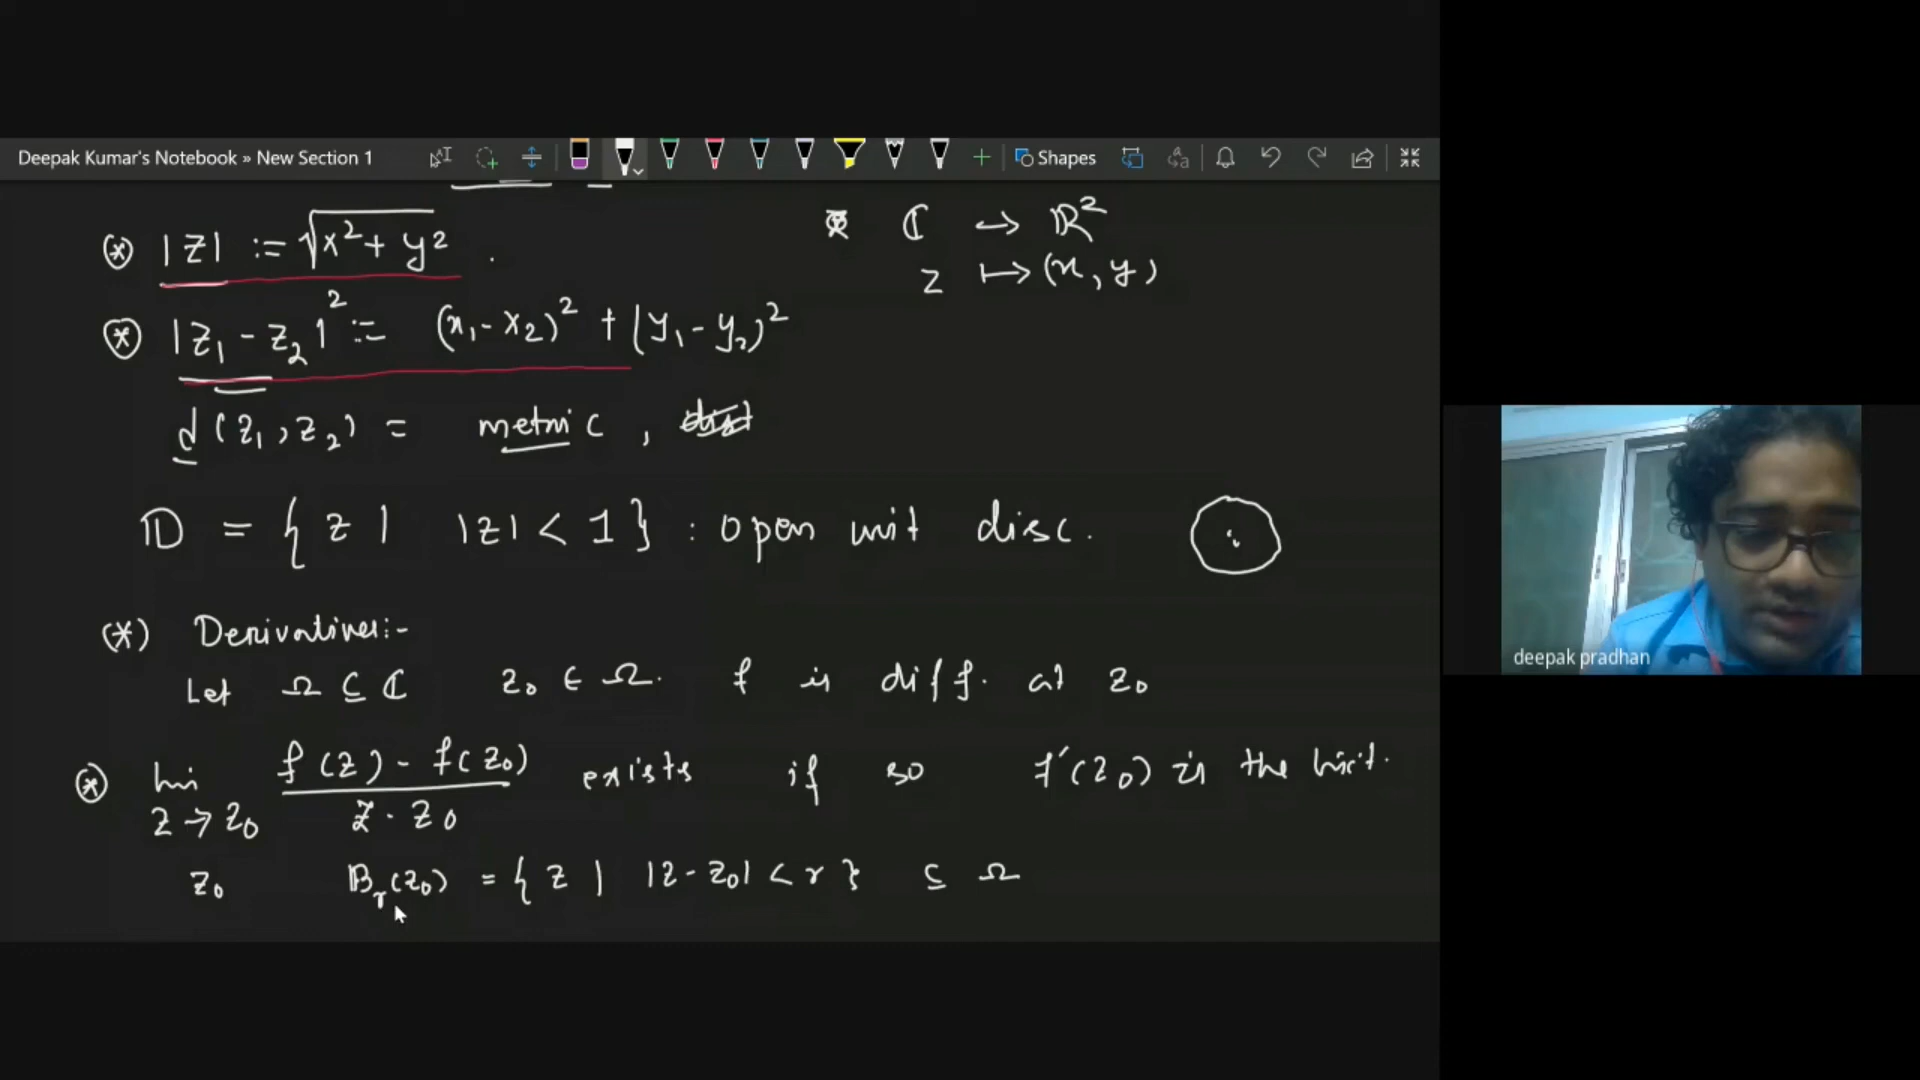 Deepak Kumar's Notebook » New Section 1
Shapes
(*) |z| := √x² + y² .
* ℂ ↔ ℝ²
z ↦ (x, y)
(*) |z₁ - z₂|² := (x₁ - x₂)² + (y₁ - y₂)²
d(z₁, z₂) = metric ,
𝔻 = { z | |z| < 1 } : open unit disc.
(*) Derivatives:-
Let Ω ⊆ ℂ z₀ ∈ Ω. f is diff. at z₀
(*) lim z → z₀ f(z) - f(z₀) / z - z₀ exists if so f'(z₀) is the limit.
z₀ 𝔹ᵣ(z₀) = { z | |z - z₀| < r } ⊆ Ω
deepak pradhan